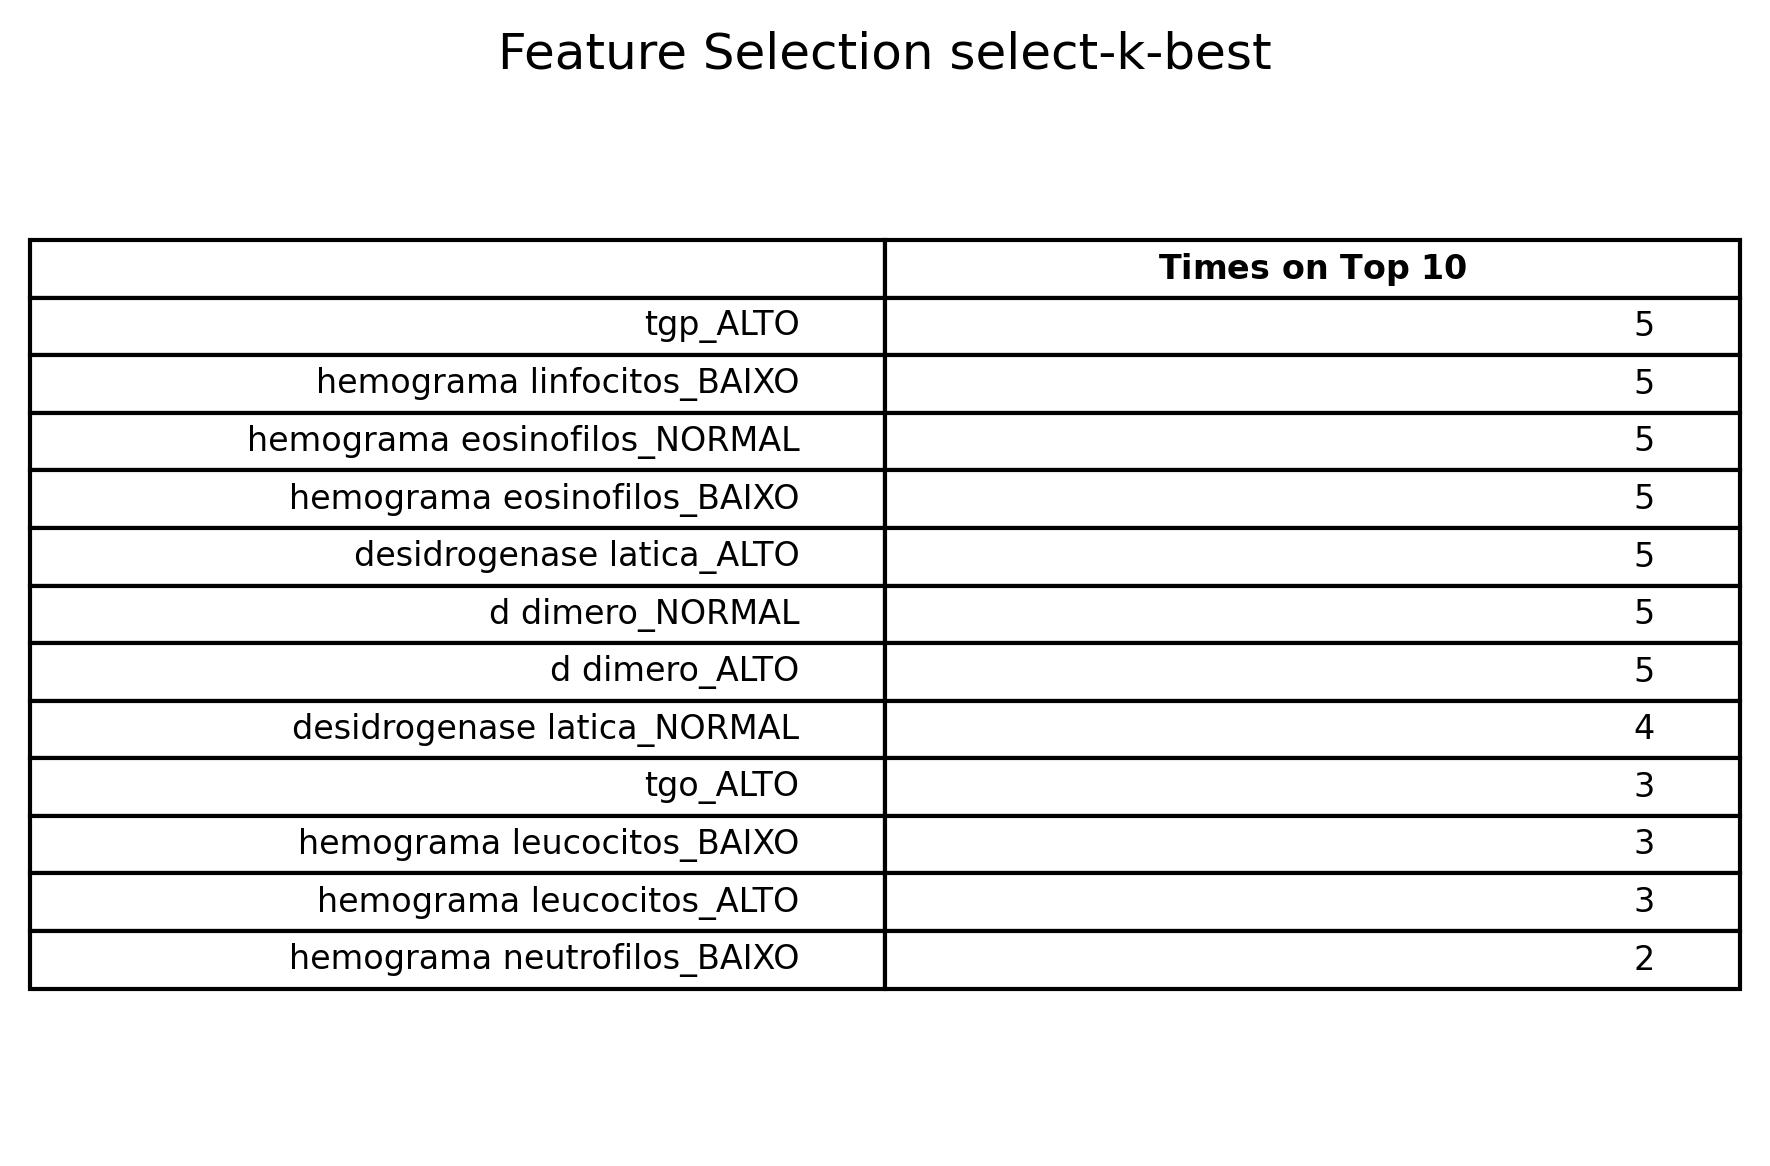 Feature Selection select-k-best
Times on Top 10
tgp_ALTO 5
hemograma linfocitos_BAIXO 5
hemograma eosinofilos_NORMAL 5
hemograma eosinofilos_BAIXO 5
desidrogenase latica_ALTO 5
d dimero_NORMAL 5
d dimero_ALTO 5
desidrogenase latica_NORMAL 4
tgo_ALTO 3
hemograma leucocitos_BAIXO 3
hemograma leucocitos_ALTO 3
hemograma neutrofilos_BAIXO 2